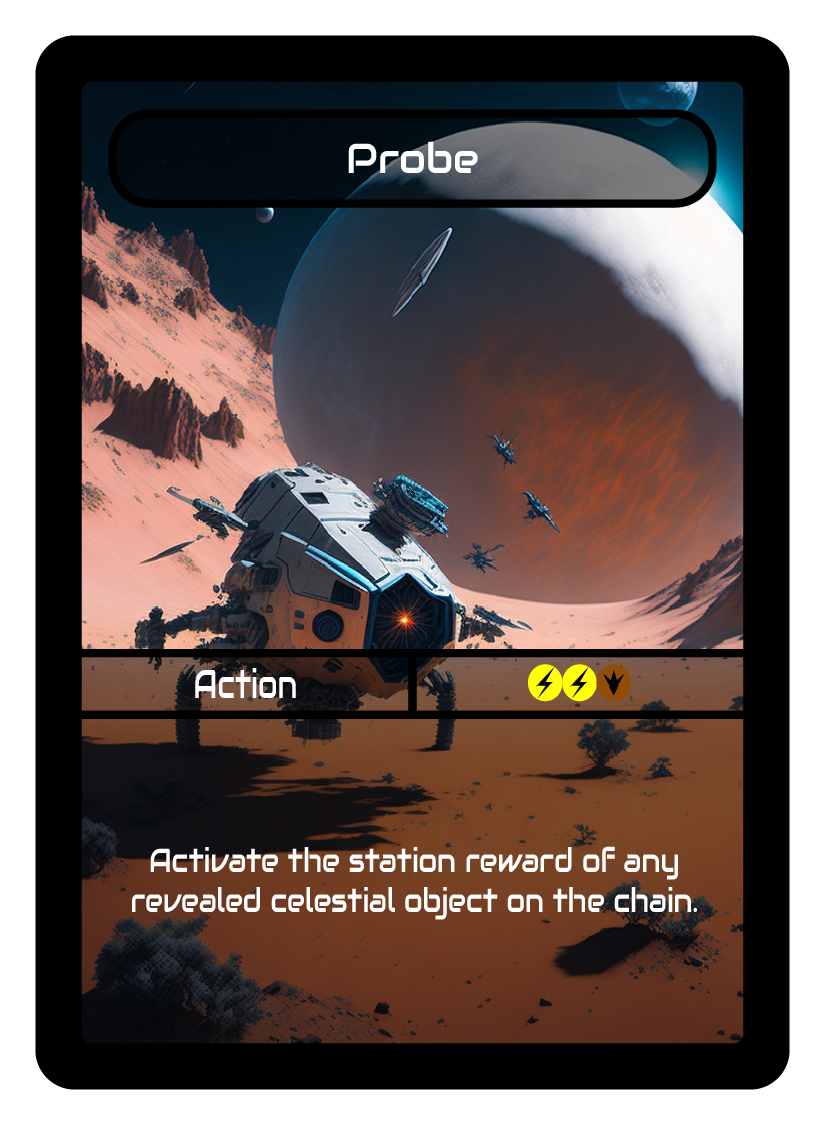 Probe
Action
Activate the station reward of any
revealed celestial object on the chain.